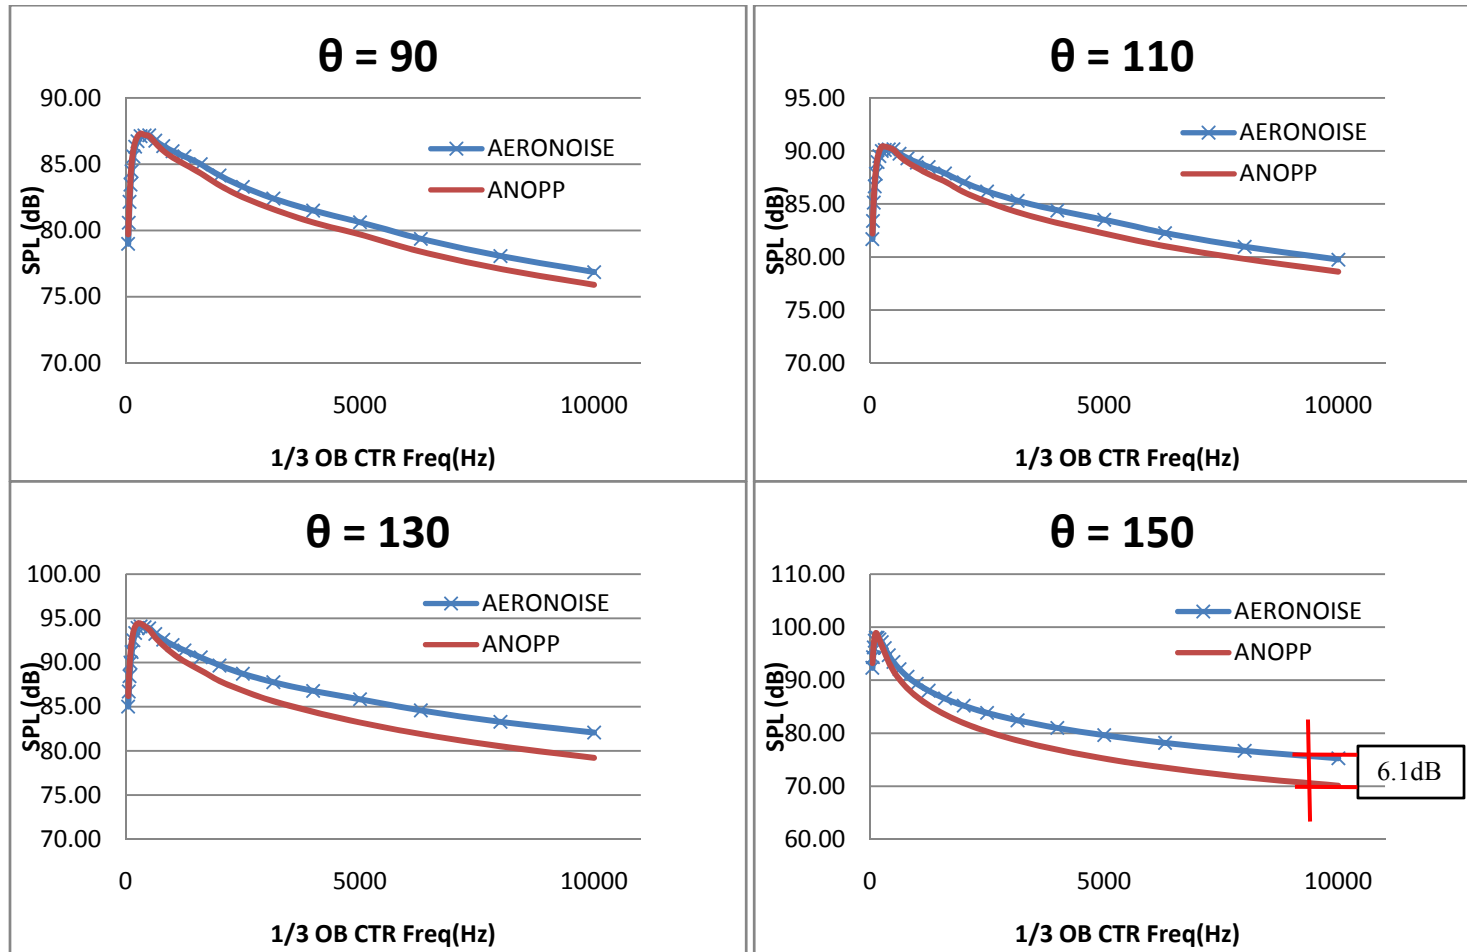 θ = 90
90.00
85.00
80.00
75.00
70.00
SPL (dB)
AERONOISE
ANOPP
0 5000 10000
1/3 OB CTR Freq(Hz)
θ = 110
95.00
90.00
85.00
80.00
75.00
70.00
SPL (dB)
AERONOISE
ANOPP
0 5000 10000
1/3 OB CTR Freq(Hz)
θ = 130
100.00
95.00
90.00
85.00
80.00
75.00
70.00
SPL (dB)
AERONOISE
ANOPP
0 5000 10000
1/3 OB CTR Freq(Hz)
θ = 150
110.00
100.00
90.00
80.00
70.00
60.00
SPL (dB)
AERONOISE
ANOPP
6.1dB
0 5000 10000
1/3 OB CTR Freq(Hz)